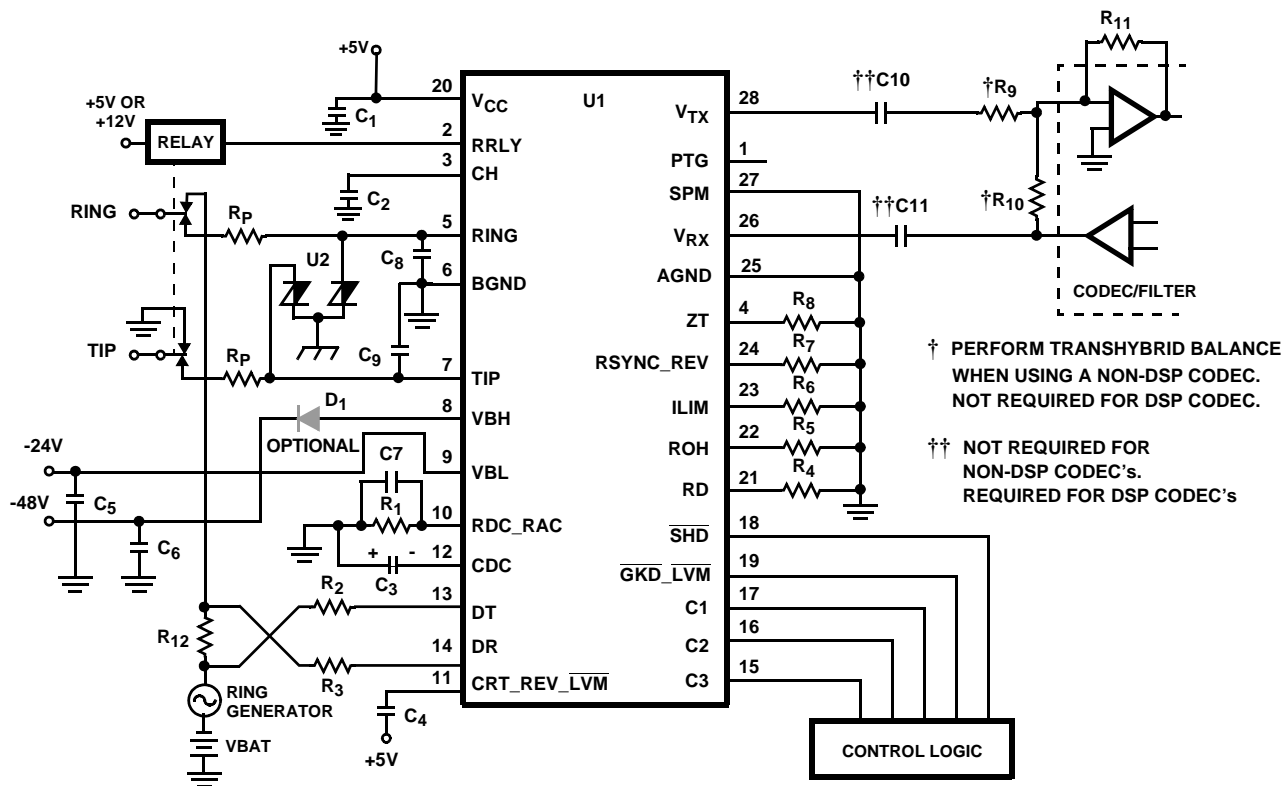 +5V
20
VCC
C1
+5V OR
+12V
RELAY
2
RRLY
3
CH
C2
RING
RP
5
RING
U2
C8
6
BGND
C9
TIP
RP
7
TIP
D1
OPTIONAL
8
VBH
-24V
9
VBL
C7
-48V
C5
C6
R1
10
RDC_RAC
+ -
C3
12
CDC
R2
13
DT
R12
14
DR
R3
11
CRT_REV_LVM
RING
GENERATOR
VBAT
C4
+5V
U1
28
VTX
††C10
†R9
R11
1
PTG
27
SPM
†R10
26
VRX
††C11
25
AGND
CODEC/FILTER
4
ZT
R8
24
RSYNC_REV
R7
23
ILIM
R6
22
ROH
R5
21
RD
R4
18
SHD
19
GKD_LVM
17
C1
16
C2
15
C3
CONTROL LOGIC
† PERFORM TRANSHYBRID BALANCE
WHEN USING A NON-DSP CODEC.
NOT REQUIRED FOR DSP CODEC.
†† NOT REQUIRED FOR
NON-DSP CODEC's.
REQUIRED FOR DSP CODEC's